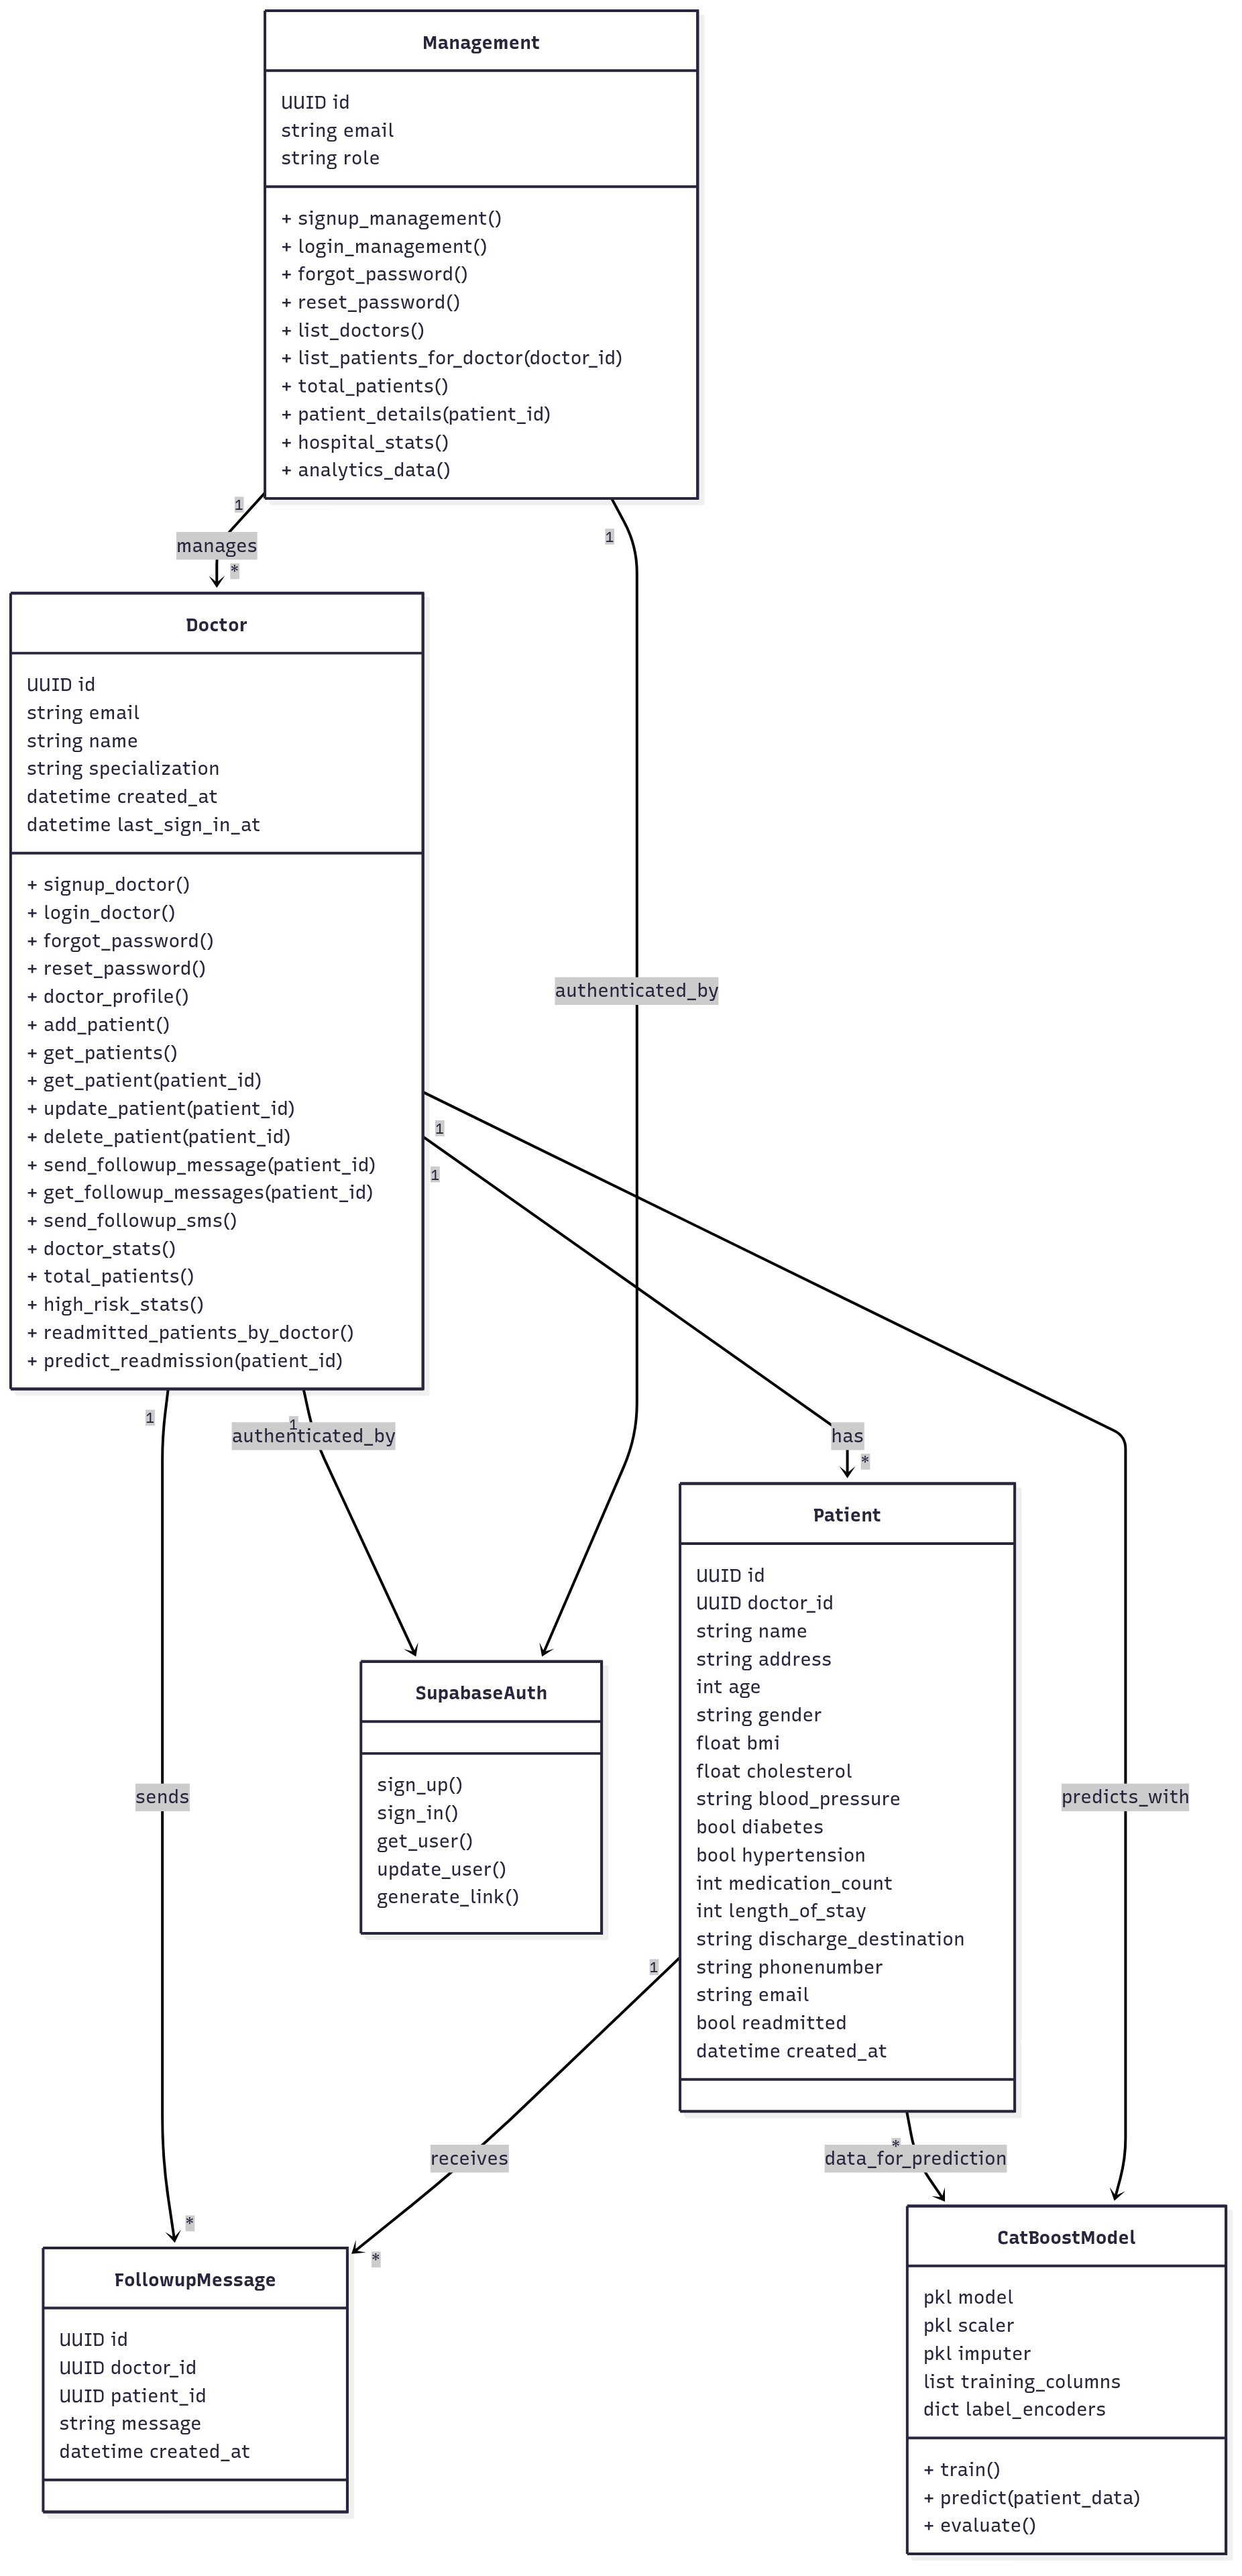 Management
UUID id
string email
string role
+ signup_management()
+ login_management()
+ forgot_password()
+ reset_password()
+ list_doctors()
+ list_patients_for_doctor(doctor_id)
+ total_patients()
+ patient_details(patient_id)
+ hospital_stats()
+ analytics_data()
1
manages
*
1
authenticated_by
Doctor
UUID id
string email
string name
string specialization
datetime created_at
datetime last_sign_in_at
+ signup_doctor()
+ login_doctor()
+ forgot_password()
+ reset_password()
+ doctor_profile()
+ add_patient()
+ get_patients()
+ get_patient(patient_id)
+ update_patient(patient_id)
+ delete_patient(patient_id)
+ send_followup_message(patient_id)
+ get_followup_messages(patient_id)
+ send_followup_sms()
+ doctor_stats()
+ total_patients()
+ high_risk_stats()
+ readmitted_patients_by_doctor()
+ predict_readmission(patient_id)
1
1
1
1
authenticated_by
has
*
sends
predicts_with
Patient
UUID id
UUID doctor_id
string name
string address
int age
string gender
float bmi
float cholesterol
string blood_pressure
bool diabetes
bool hypertension
int medication_count
int length_of_stay
string discharge_destination
string phonenumber
string email
bool readmitted
datetime created_at
SupabaseAuth
sign_up()
sign_in()
get_user()
update_user()
generate_link()
1
receives
*
*
data_for_prediction
*
FollowupMessage
UUID id
UUID doctor_id
UUID patient_id
string message
datetime created_at
CatBoostModel
pkl model
pkl scaler
pkl imputer
list training_columns
dict label_encoders
+ train()
+ predict(patient_data)
+ evaluate()